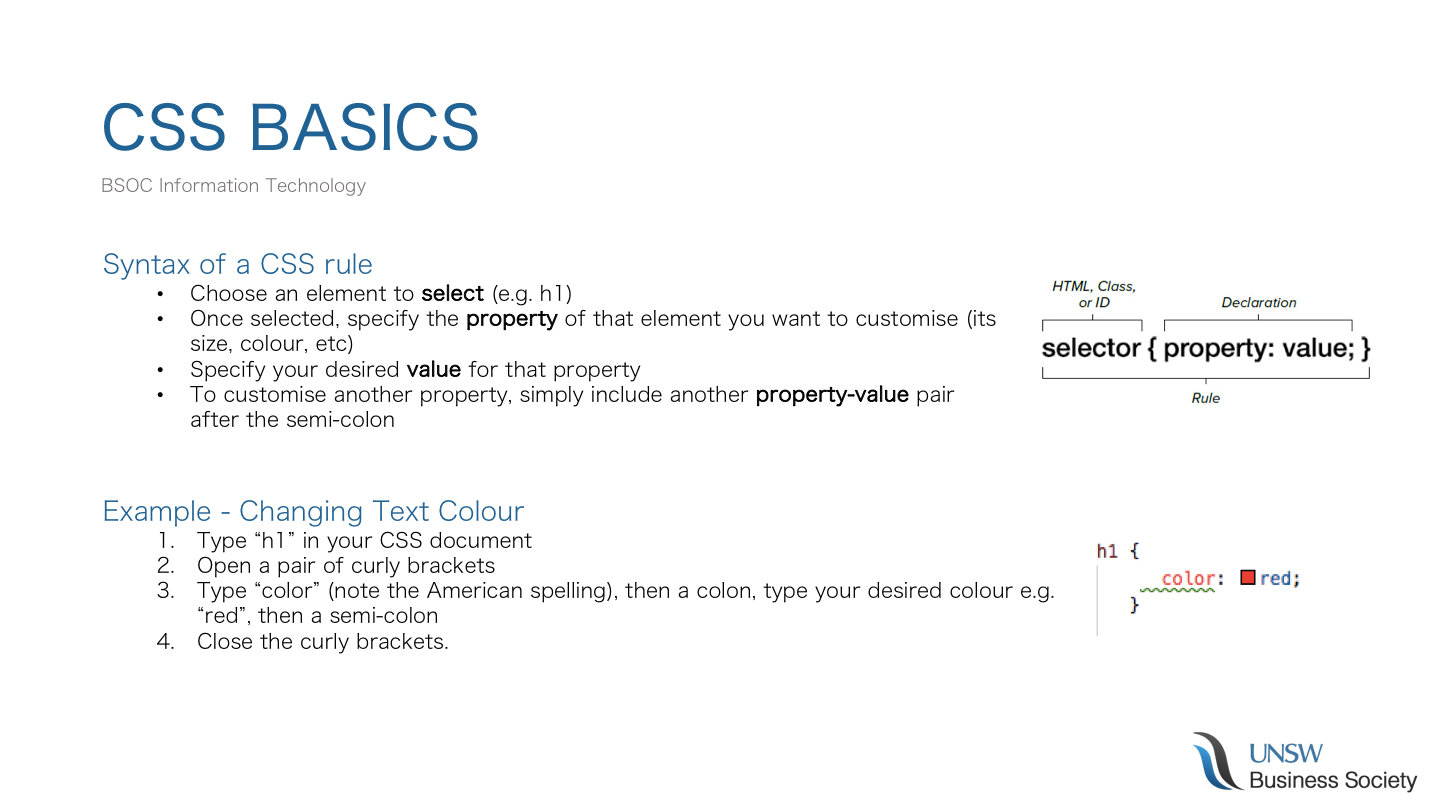 CSS BASICS
BSOC Information Technology
Syntax of a CSS rule
• Choose an element to select (e.g. h1)
• Once selected, specify the property of that element you want to customise (its
size, colour, etc)
• Specify your desired value for that property
• To customise another property, simply include another property-value pair
after the semi-colon
HTML, Class,
or ID
Declaration
selector { property: value; }
Rule
Example - Changing Text Colour
1. Type “h1” in your CSS document
2. Open a pair of curly brackets
3. Type “color” (note the American spelling), then a colon, type your desired colour e.g.
“red”, then a semi-colon
4. Close the curly brackets.
h1 {
color: red;
}
UNSW
Business Society